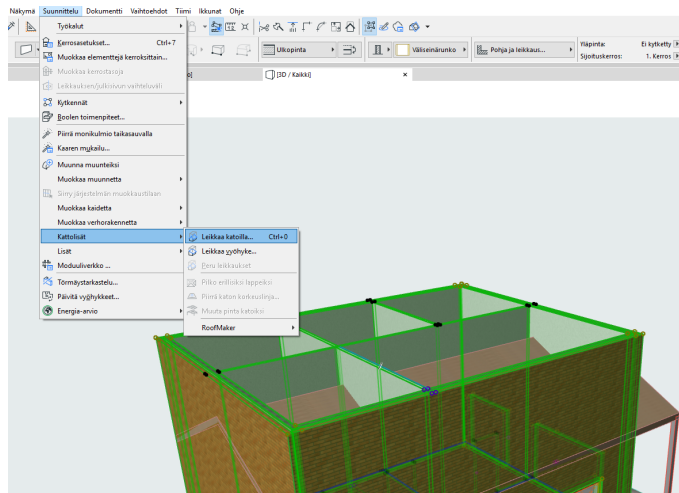 Näkymä Suunnittelu Dokumentti Vaihtoehdot Tiimi Ikkunat Ohje
Työkalut
Kerrosasetukset... Ctrl+7
Muokkaa elementtejä kerroksittain...
Muokkaa kerrostasoja
Leikkauksen/julkisivun vaihteluväli
Kytkennät
Boolen toimenpiteet...
Piirrä monikulmio taikasauvalla
Kaaren mukailu...
Muunna muunteiksi
Muokkaa muunnetta
Siirry järjestelmän muokkaustilaan
Muokkaa kaidetta
Muokkaa verhorakennetta
Kattolisät
Lisät
Moduuliverkko ...
Törmäystarkastelu...
Päivitä vyöhykkeet...
Energia-arvio
Leikkaa katoilla... Ctrl+0
Leikkaa vyöhyke...
Peru leikkaukset
Pilko erillisiksi lappeiksi
Piirrä katon korkeusviivoja...
Muuta pinta katoiksi
RoofMaker
Ulkopinta
Väliseinärunko
Pohja ja leikkaus...
Yläpinta: Ei kytketty
Sijoituskerros: 1. Kerros
[3D / Kaikki]